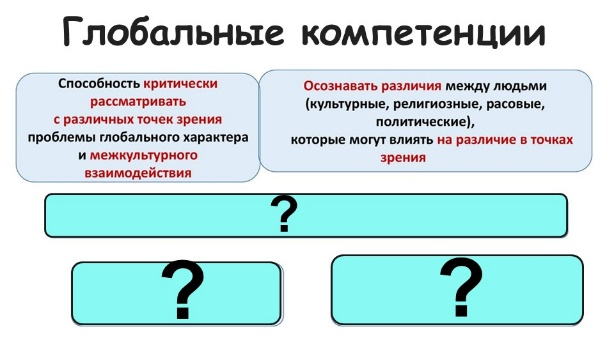 Глобальные компетенции
Способность критически
рассматривать
с различных точек зрения
проблемы глобального характера
и межкультурного
взаимодействия
Осознавать различия между людьми
(культурные, религиозные, расовые,
политические),
которые могут влиять на различие в точках
зрения
?
?
?